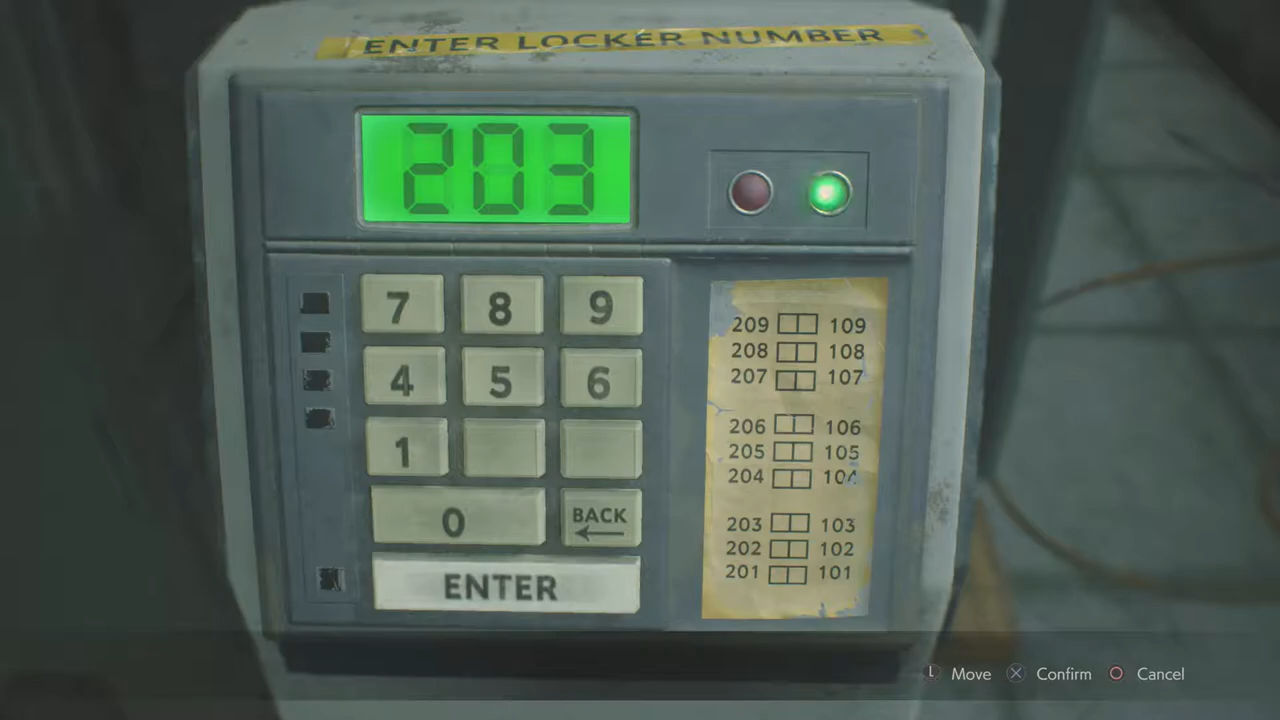 ENTER LOCKER NUMBER
203
7 8 9
4 5 6
1
0 BACK
ENTER
209 109
208 108
207 107
206 106
205 105
204 104
203 103
202 102
201 101
L Move Confirm Cancel